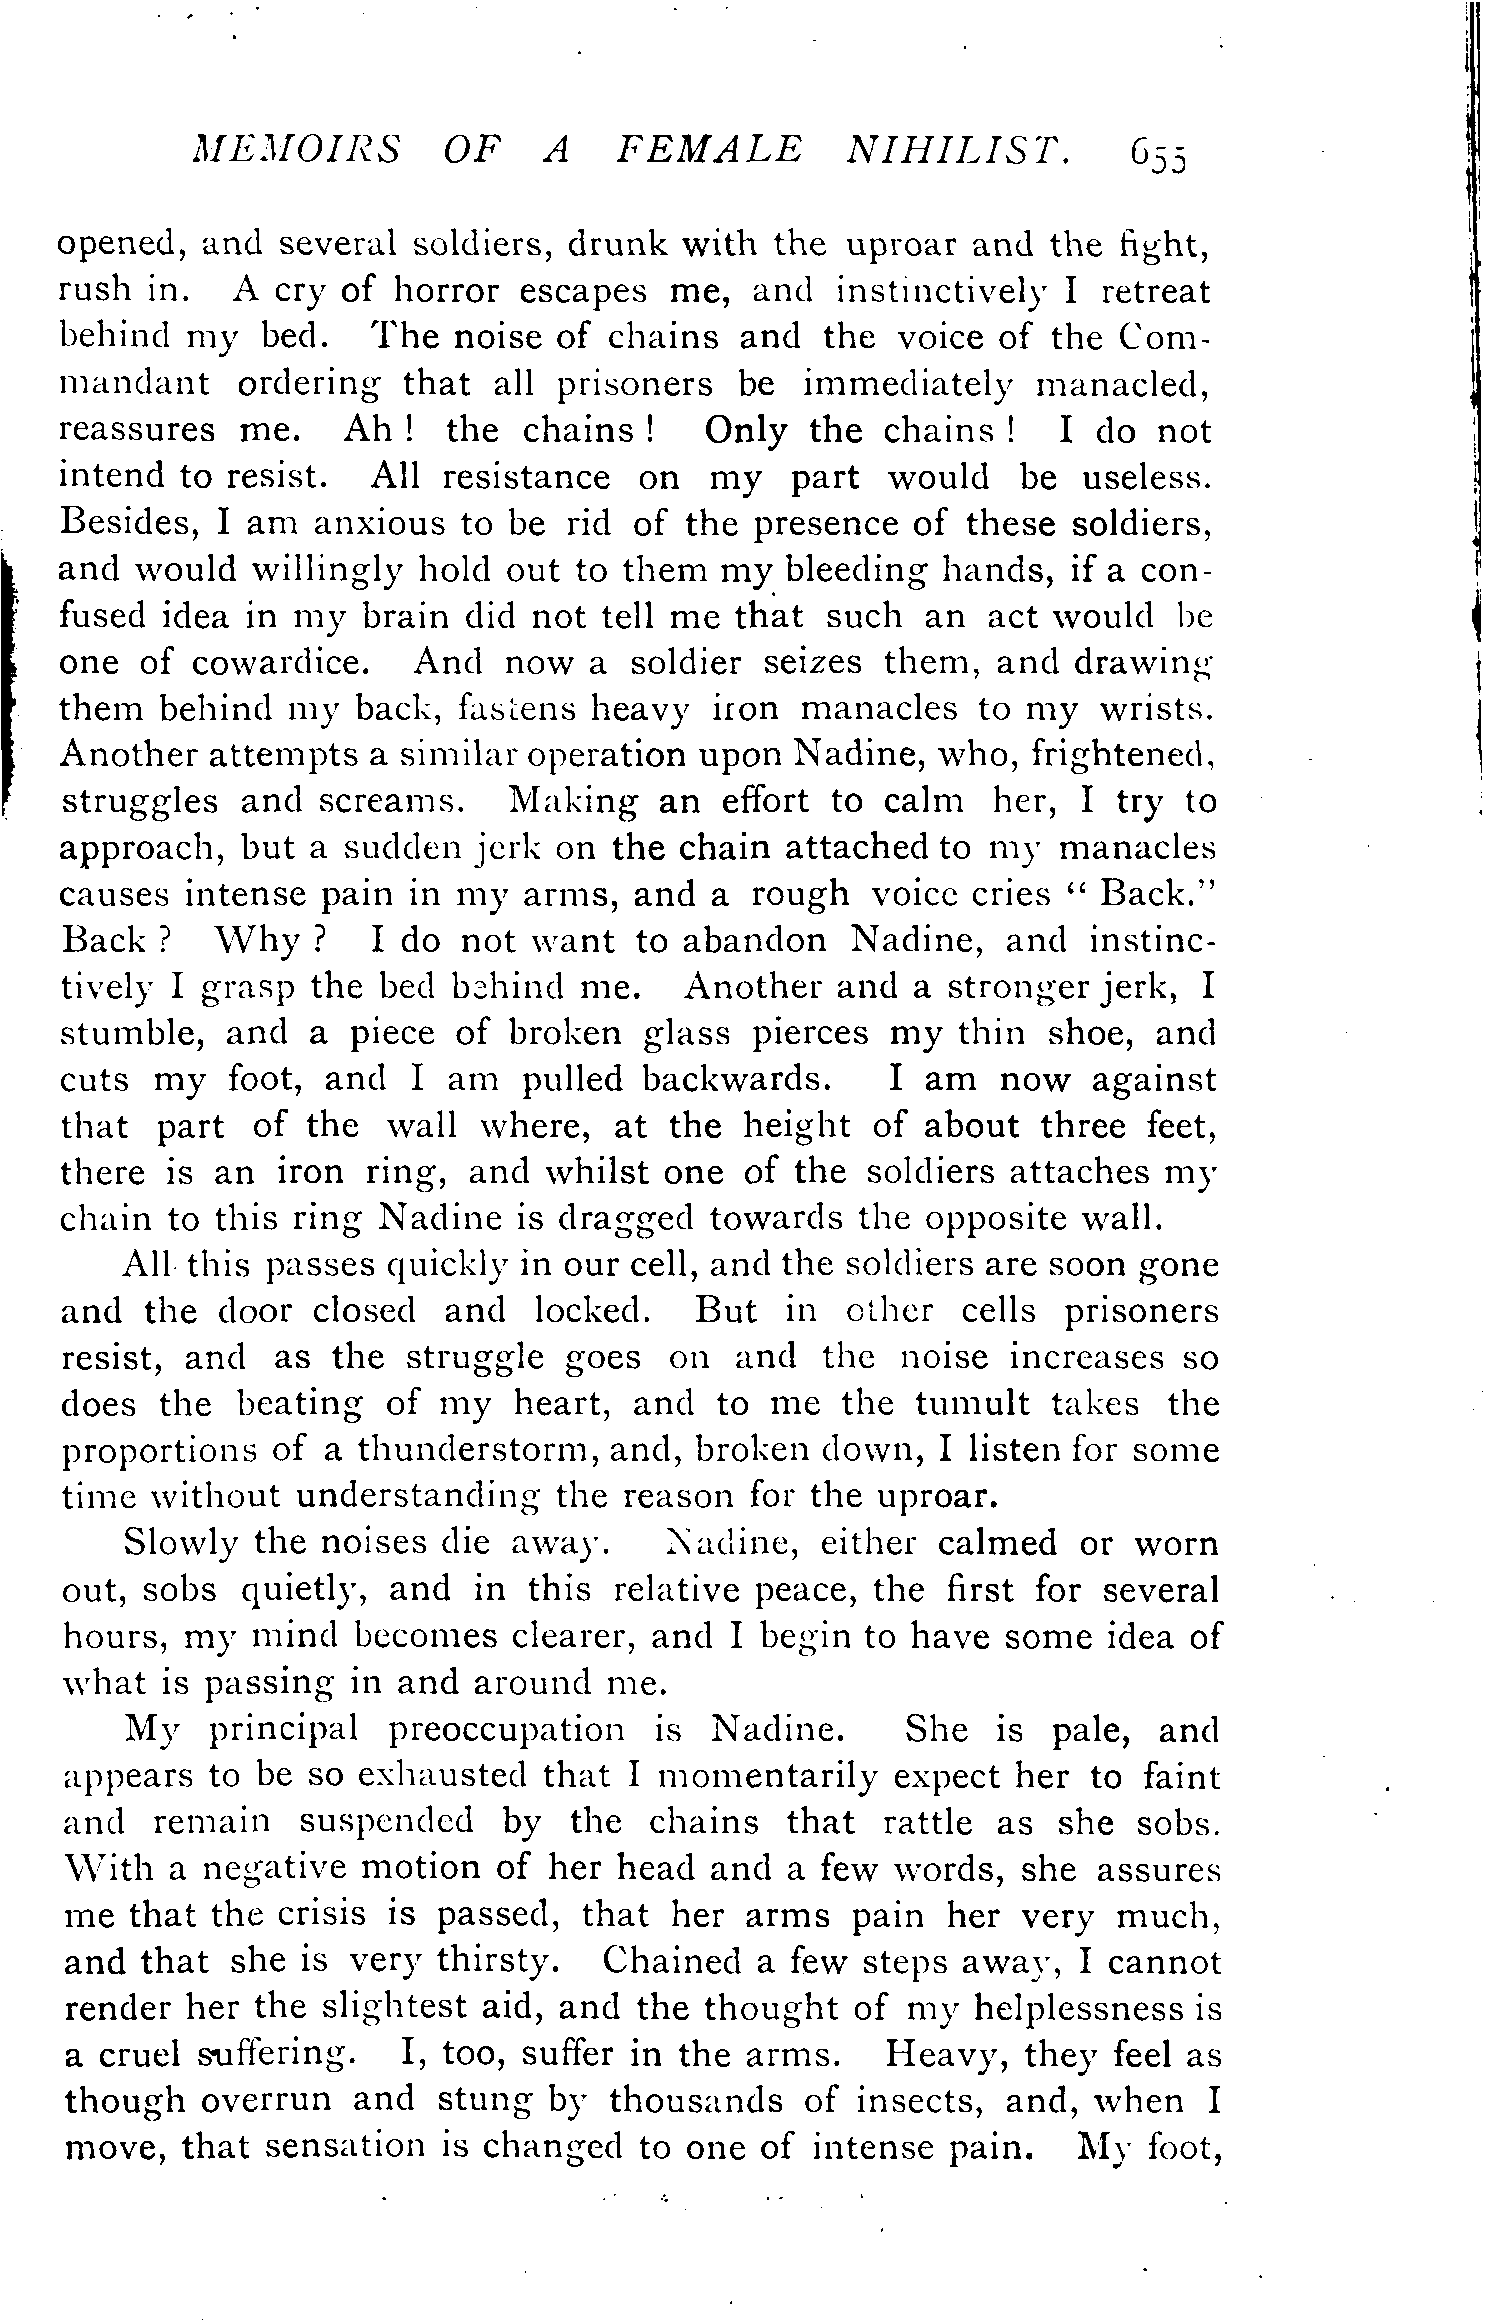 MEMOIRS OF A FEMALE NIHILIST. 655
opened, and several soldiers, drunk with the uproar and the fight,
rush in. A cry of horror escapes me, and instinctively I retreat
behind my bed. The noise of chains and the voice of the Com-
mandant ordering that all prisoners be immediately manacled,
reassures me. Ah ! the chains ! Only the chains ! I do not
intend to resist. All resistance on my part would be useless.
Besides, I am anxious to be rid of the presence of these soldiers,
and would willingly hold out to them my bleeding hands, if a con-
fused idea in my brain did not tell me that such an act would be
one of cowardice. And now a soldier seizes them, and drawing
them behind my back, fastens heavy iron manacles to my wrists.
Another attempts a similar operation upon Nadine, who, frightened,
struggles and screams. Making an effort to calm her, I try to
approach, but a sudden jerk on the chain attached to my manacles
causes intense pain in my arms, and a rough voice cries " Back."
Back ? Why ? I do not want to abandon Nadine, and instinc-
tively I grasp the bed behind me. Another and a stronger jerk, I
stumble, and a piece of broken glass pierces my thin shoe, and
cuts my foot, and I am pulled backwards. I am now against
that part of the wall where, at the height of about three feet,
there is an iron ring, and whilst one of the soldiers attaches my
chain to this ring Nadine is dragged towards the opposite wall.
All this passes quickly in our cell, and the soldiers are soon gone
and the door closed and locked. But in other cells prisoners
resist, and as the struggle goes on and the noise increases so
does the beating of my heart, and to me the tumult takes the
proportions of a thunderstorm, and, broken down, I listen for some
time without understanding the reason for the uproar.
Slowly the noises die away. Nadine, either calmed or worn
out, sobs quietly, and in this relative peace, the first for several
hours, my mind becomes clearer, and I begin to have some idea of
what is passing in and around me.
My principal preoccupation is Nadine. She is pale, and
appears to be so exhausted that I momentarily expect her to faint
and remain suspended by the chains that rattle as she sobs.
With a negative motion of her head and a few words, she assures
me that the crisis is passed, that her arms pain her very much,
and that she is very thirsty. Chained a few steps away, I cannot
render her the slightest aid, and the thought of my helplessness is
a cruel suffering. I, too, suffer in the arms. Heavy, they feel as
though overrun and stung by thousands of insects, and, when I
move, that sensation is changed to one of intense pain. My foot,